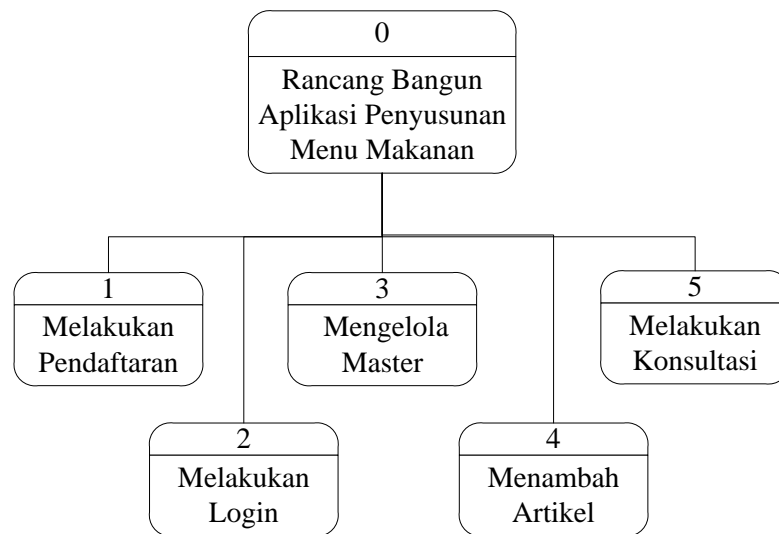 0
Rancang Bangun
Aplikasi Penyusunan
Menu Makanan
1
Melakukan
Pendaftaran
2
Melakukan
Login
3
Mengelola
Master
4
Menambah
Artikel
5
Melakukan
Konsultasi